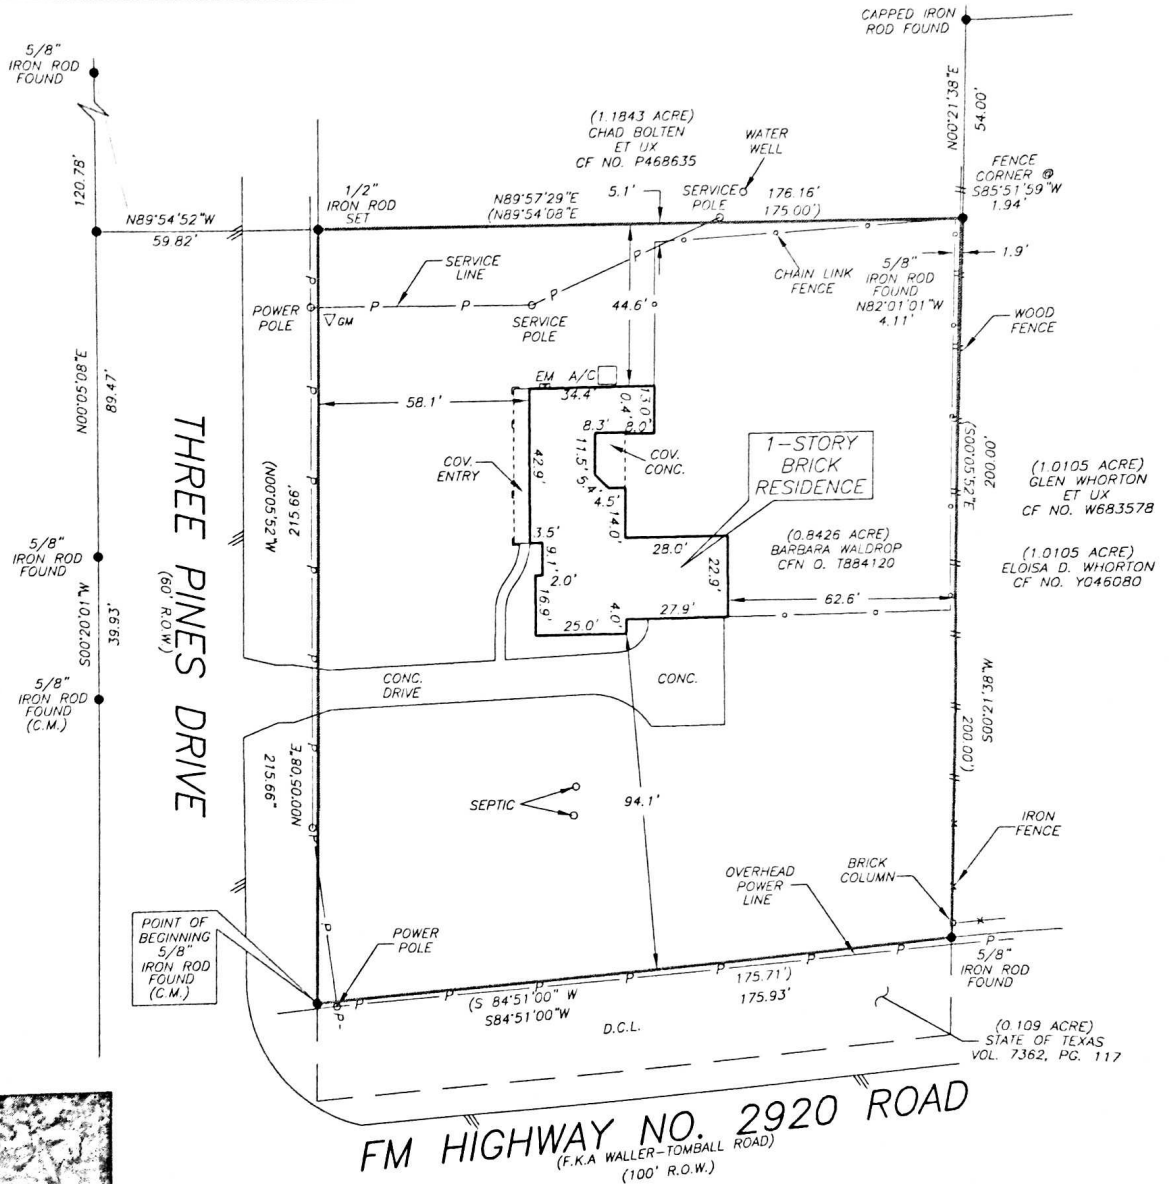 CAPPED IRON
ROD FOUND
5/8"
IRON ROD
FOUND
N00°21'38"E
54.00'
(1.1843 ACRE)
CHAD BOLTEN
ET UX
CF NO. P468635
WATER
WELL
120.78'
FENCE
CORNER @
S85°51'59"W
1.94'
1/2"
IRON ROD
SET
N89°57'29"E
(N89°54'08"E
5.1'
SERVICE
POLE
176.16'
175.00')
N89°54'52"W
59.82'
1.9'
SERVICE
LINE
CHAIN LINK
FENCE
5/8"
IRON ROD
FOUND
N82°01'01"W
4.11'
POWER
POLE
GM
SERVICE
POLE
44.6'
WOOD
FENCE
N00°05'08"E
89.47'
EM A/C
34.4'
13.0'
0.4'
58.1'
8.3'
8.0'
COV.
ENTRY
42.9'
11.5'
COV.
CONC.
5.4'
4.5'
14.0'
1-STORY
BRICK
RESIDENCE
(S00°05'52"E
200.00'
(1.0105 ACRE)
GLEN WHORTON
ET UX
CF NO. W683578
(N00°05'52"W
215.66'
3.5'
9.1'
2.0'
16.9'
28.0'
(0.8426 ACRE)
BARBARA WALDROP
CFN O. T884120
22.9'
(1.0105 ACRE)
ELOISA D. WHORTON
CF NO. Y046080
5/8"
IRON ROD
FOUND
THREE PINES DRIVE
(60' R.O.W.)
62.6'
25.0'
4.0'
27.9'
S00°20'01"W
39.93'
5/8"
IRON ROD
FOUND
(C.M.)
CONC.
DRIVE
CONC.
S00°21'38"W
200.00')
N00°05'08"E
215.66'
SEPTIC
94.1'
IRON
FENCE
OVERHEAD
POWER
LINE
BRICK
COLUMN
POINT OF
BEGINNING
5/8"
IRON ROD
FOUND
(C.M.)
POWER
POLE
5/8"
IRON ROD
FOUND
(S 84°51'00" W
S84°51'00"W
175.71')
175.93'
D.C.L.
(0.109 ACRE)
STATE OF TEXAS
VOL. 7362, PG. 117
FM HIGHWAY NO. 2920 ROAD
(F.K.A WALLER-TOMBALL ROAD)
(100' R.O.W.)